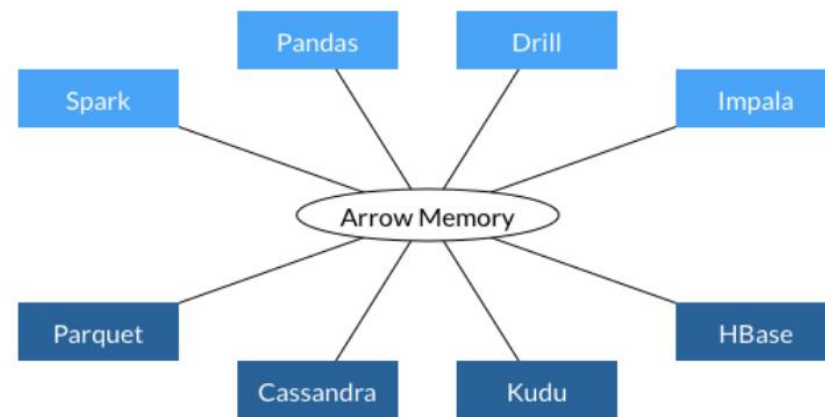 Pandas
Drill
Spark
Impala
Arrow Memory
Parquet
HBase
Cassandra
Kudu